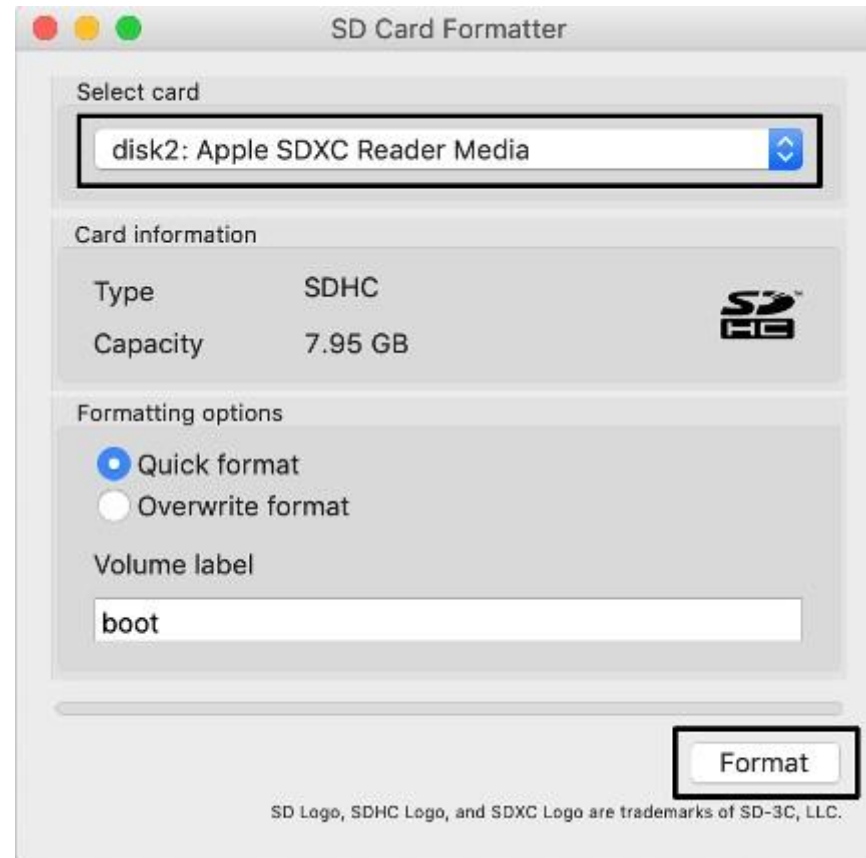 SD Card Formatter
Select card
disk2: Apple SDXC Reader Media
Card information
Type SDHC
SD™
HC
Capacity 7.95 GB
Formatting options
Quick format
Overwrite format
Volume label
boot
Format
SD Logo, SDHC Logo, and SDXC Logo are trademarks of SD-3C, LLC.